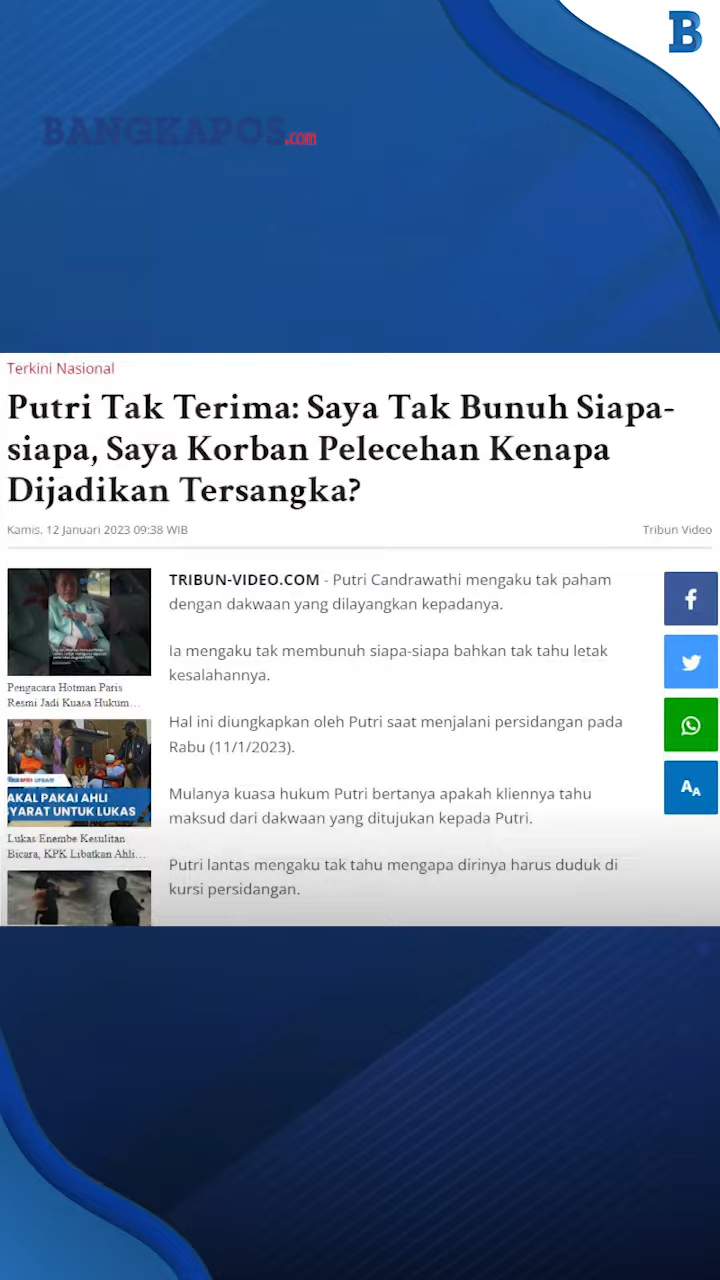 B
BANGKAPOS.com
Terkini Nasional
Putri Tak Terima: Saya Tak Bunuh Siapa-
siapa, Saya Korban Pelecehan Kenapa
Dijadikan Tersangka?
Kamis, 12 Januari 2023 09:38 WIB
Tribun Video
TRIBUN-VIDEO.COM - Putri Candrawathi mengaku tak paham
dengan dakwaan yang dilayangkan kepadanya.
Ia mengaku tak membunuh siapa-siapa bahkan tak tahu letak
kesalahannya.
Hal ini diungkapkan oleh Putri saat menjalani persidangan pada
Rabu (11/1/2023).
Mulanya kuasa hukum Putri bertanya apakah kliennya tahu
maksud dari dakwaan yang ditujukan kepada Putri.
Putri lantas mengaku tak tahu mengapa dirinya harus duduk di
kursi persidangan.
Pengacara Hotman Paris
Resmi Jadi Kuasa Hukum...
UPDATE
AKAL PAKAI AHLI
SYARAT UNTUK LUKAS
Lukas Enembe Kesulitan
Bicara, KPK Libatkan Ahli...
f
AA